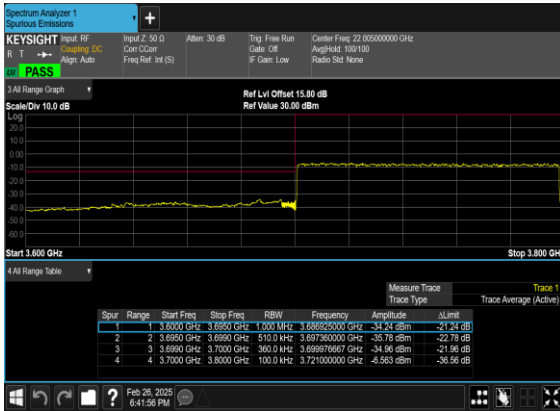 Spectrum Analyzer 1
Spurious Emissions
+
KEYSIGHT Input: RF Input Z: 50 Ω Atten: 30 dB Trig: Free Run Center Freq: 22.005000000 GHz
R T Coupling: DC Corr CCorr Gate: Off Avg|Hold: 100/100
Align: Auto Freq Ref: Int (S) IF Gain: Low Radio Std: None
PASS
3 All Range Graph
Ref Lvl Offset 15.80 dB
Scale/Div 10.0 dB Ref Value 30.00 dBm
Log
20.0
10.0
0.00
-10.0
-20.0
-30.0
-40.0
-50.0
-60.0
Start 3.600 GHz Stop 3.800 GH
4 All Range Table
Measure Trace Trace 1
Trace Type Trace Average (Active)
Spur Range Start Freq Stop Freq RBW Frequency Amplitude ΔLimit
1 1 3.6000 GHz 3.6950 GHz 1.000 MHz 3.686925000 GHz -34.24 dBm -21.24 dB
2 2 3.6950 GHz 3.6990 GHz 510.0 kHz 3.697360000 GHz -35.78 dBm -22.78 dB
3 3 3.6990 GHz 3.7000 GHz 360.0 kHz 3.699976667 GHz -34.96 dBm -21.96 dB
4 4 3.7000 GHz 3.8000 GHz 100.0 kHz 3.721000000 GHz -6.563 dBm -36.56 dB
? Feb 26, 2025
6:41:56 PM